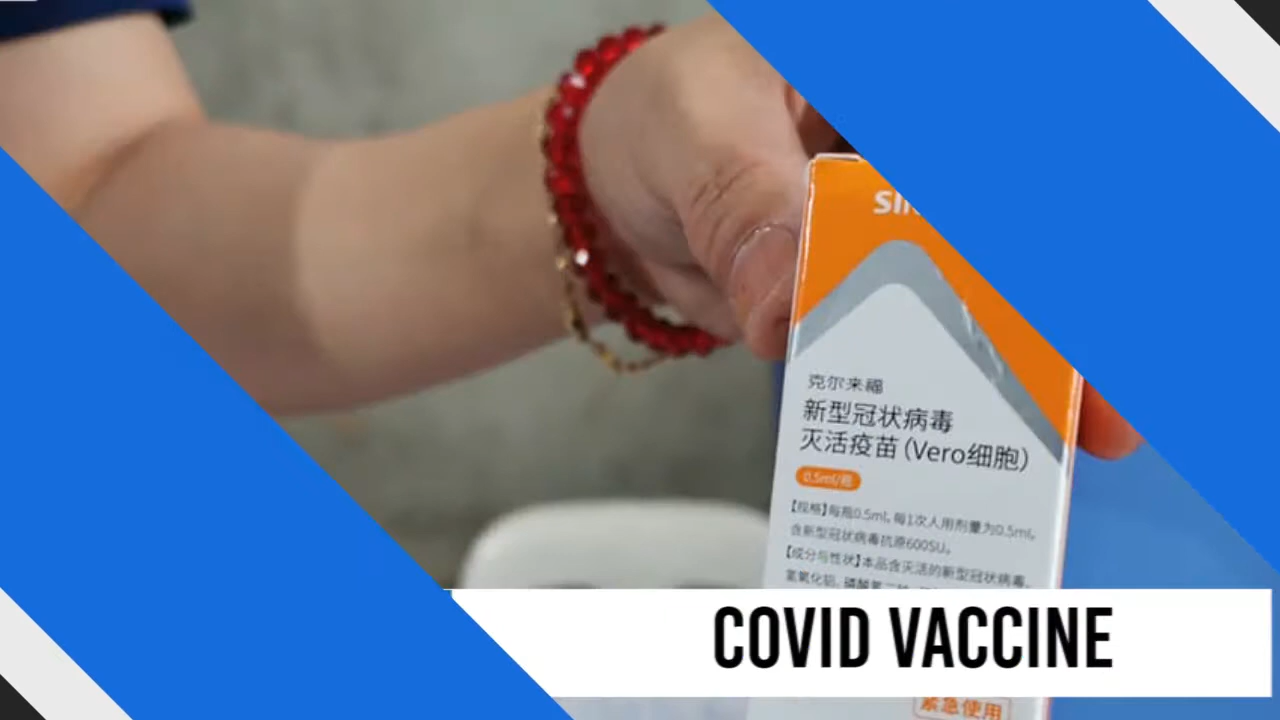 克尔来福
新型冠状病毒
灭活疫苗(Vero细胞)
0.5ml/瓶
【规格】每瓶0.5ml,每1次人用剂量为0.5ml,
含新型冠状病毒抗原600SU。
【成分与性状】本品含灭活的新型冠状病毒、
COVID VACCINE
紧急使用